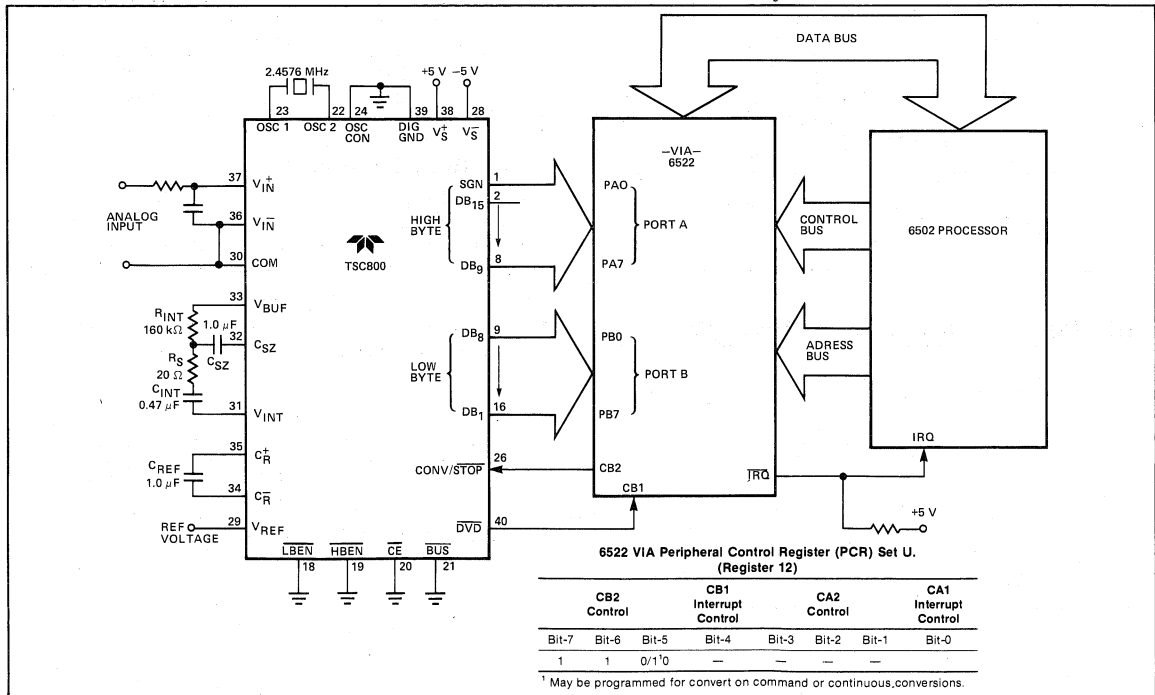 DATA BUS
2.4576 MHz
+5 V
−5 V
23
22
24
39
38
28
OSC 1
OSC 2
OSC CON
DIG GND
V+S
V−S
−VIA−
6522
6502 PROCESSOR
37
V+IN
ANALOG INPUT
36
V−IN
30
COM
TSC800
SGN
1
DB15
2
HIGH BYTE
DB9
8
PA0
PORT A
PA7
CONTROL BUS
33
VBUF
RINT
160 kΩ
1.0 µF
32
CSZ
CSZ
RS
20 Ω
CINT
0.47 µF
31
VINT
DB8
9
LOW BYTE
DB1
16
PB0
PORT B
PB7
ADRESS BUS
35
C+R
CREF
1.0 µF
34
C−R
REF VOLTAGE
29
VREF
CONV/STOP
26
CB2
CB1
IRQ
IRQ
DVD
40
+5 V
LBEN
HBEN
CE
BUS
18
19
20
21
6522 VIA Peripheral Control Register (PCR) Set U.
(Register 12)
CB2 Control
CB1 Interrupt Control
CA2 Control
CA1 Interrupt Control
Bit-7 Bit-6 Bit-5 Bit-4 Bit-3 Bit-2 Bit-1 Bit-0
1 1 0/1¹0 — — — —
¹ May be programmed for convert on command or continuous conversions.